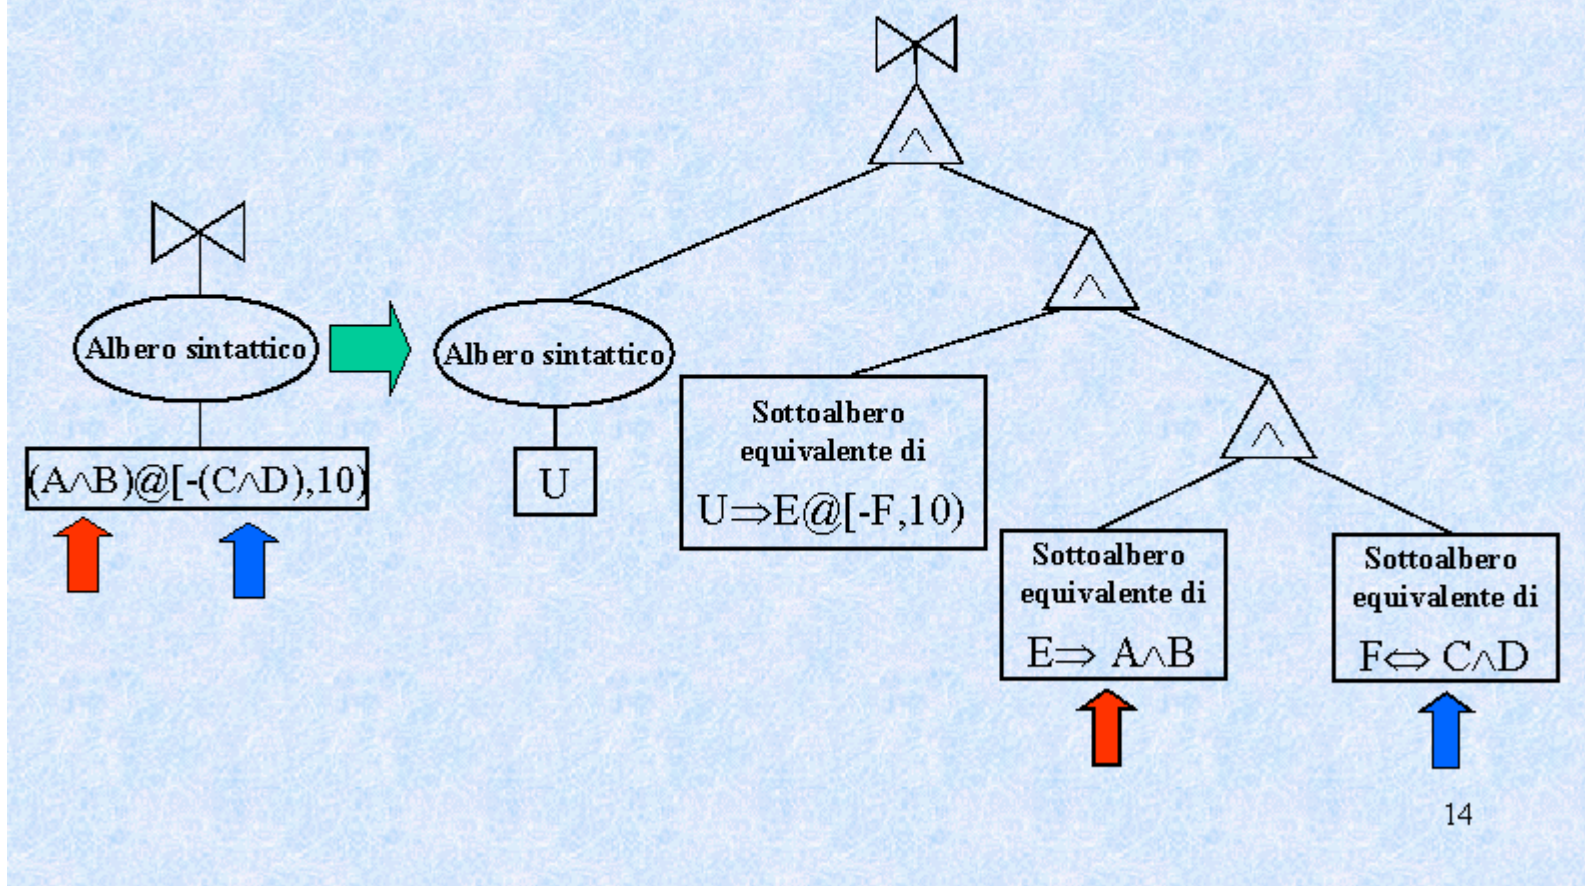 ∧
∧
∧
Albero sintattico
(A∧B)@[-(C∧D),10)
Albero sintattico
U
Sottoalbero
equivalente di
U⇒E@[-F,10)
Sottoalbero
equivalente di
E⇒ A∧B
Sottoalbero
equivalente di
F⇔ C∧D
14